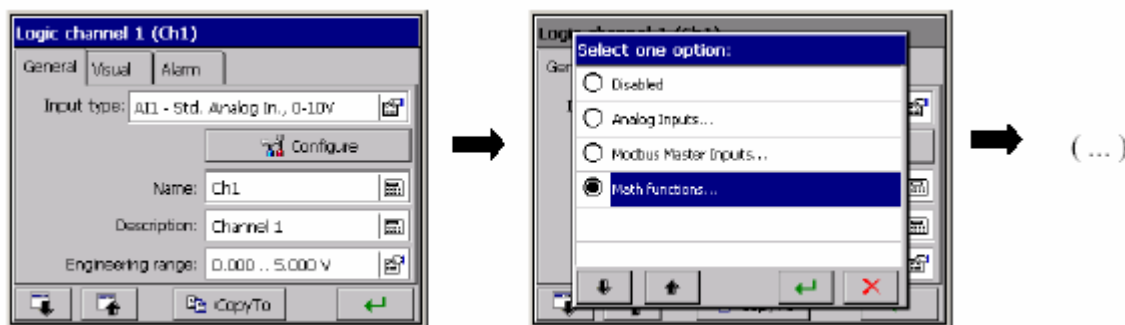 Logic channel 1 (Ch1)
General Visual Alarm
Input type: AI1 - Std. Analog In., 0-10V
Configure
Name: Ch1
Description: Channel 1
Engineering range: 0.000 .. 5.000 V
CopyTo
Select one option:
Disabled
Analog Inputs...
Modbus Master Inputs...
Math functions...
( ... )